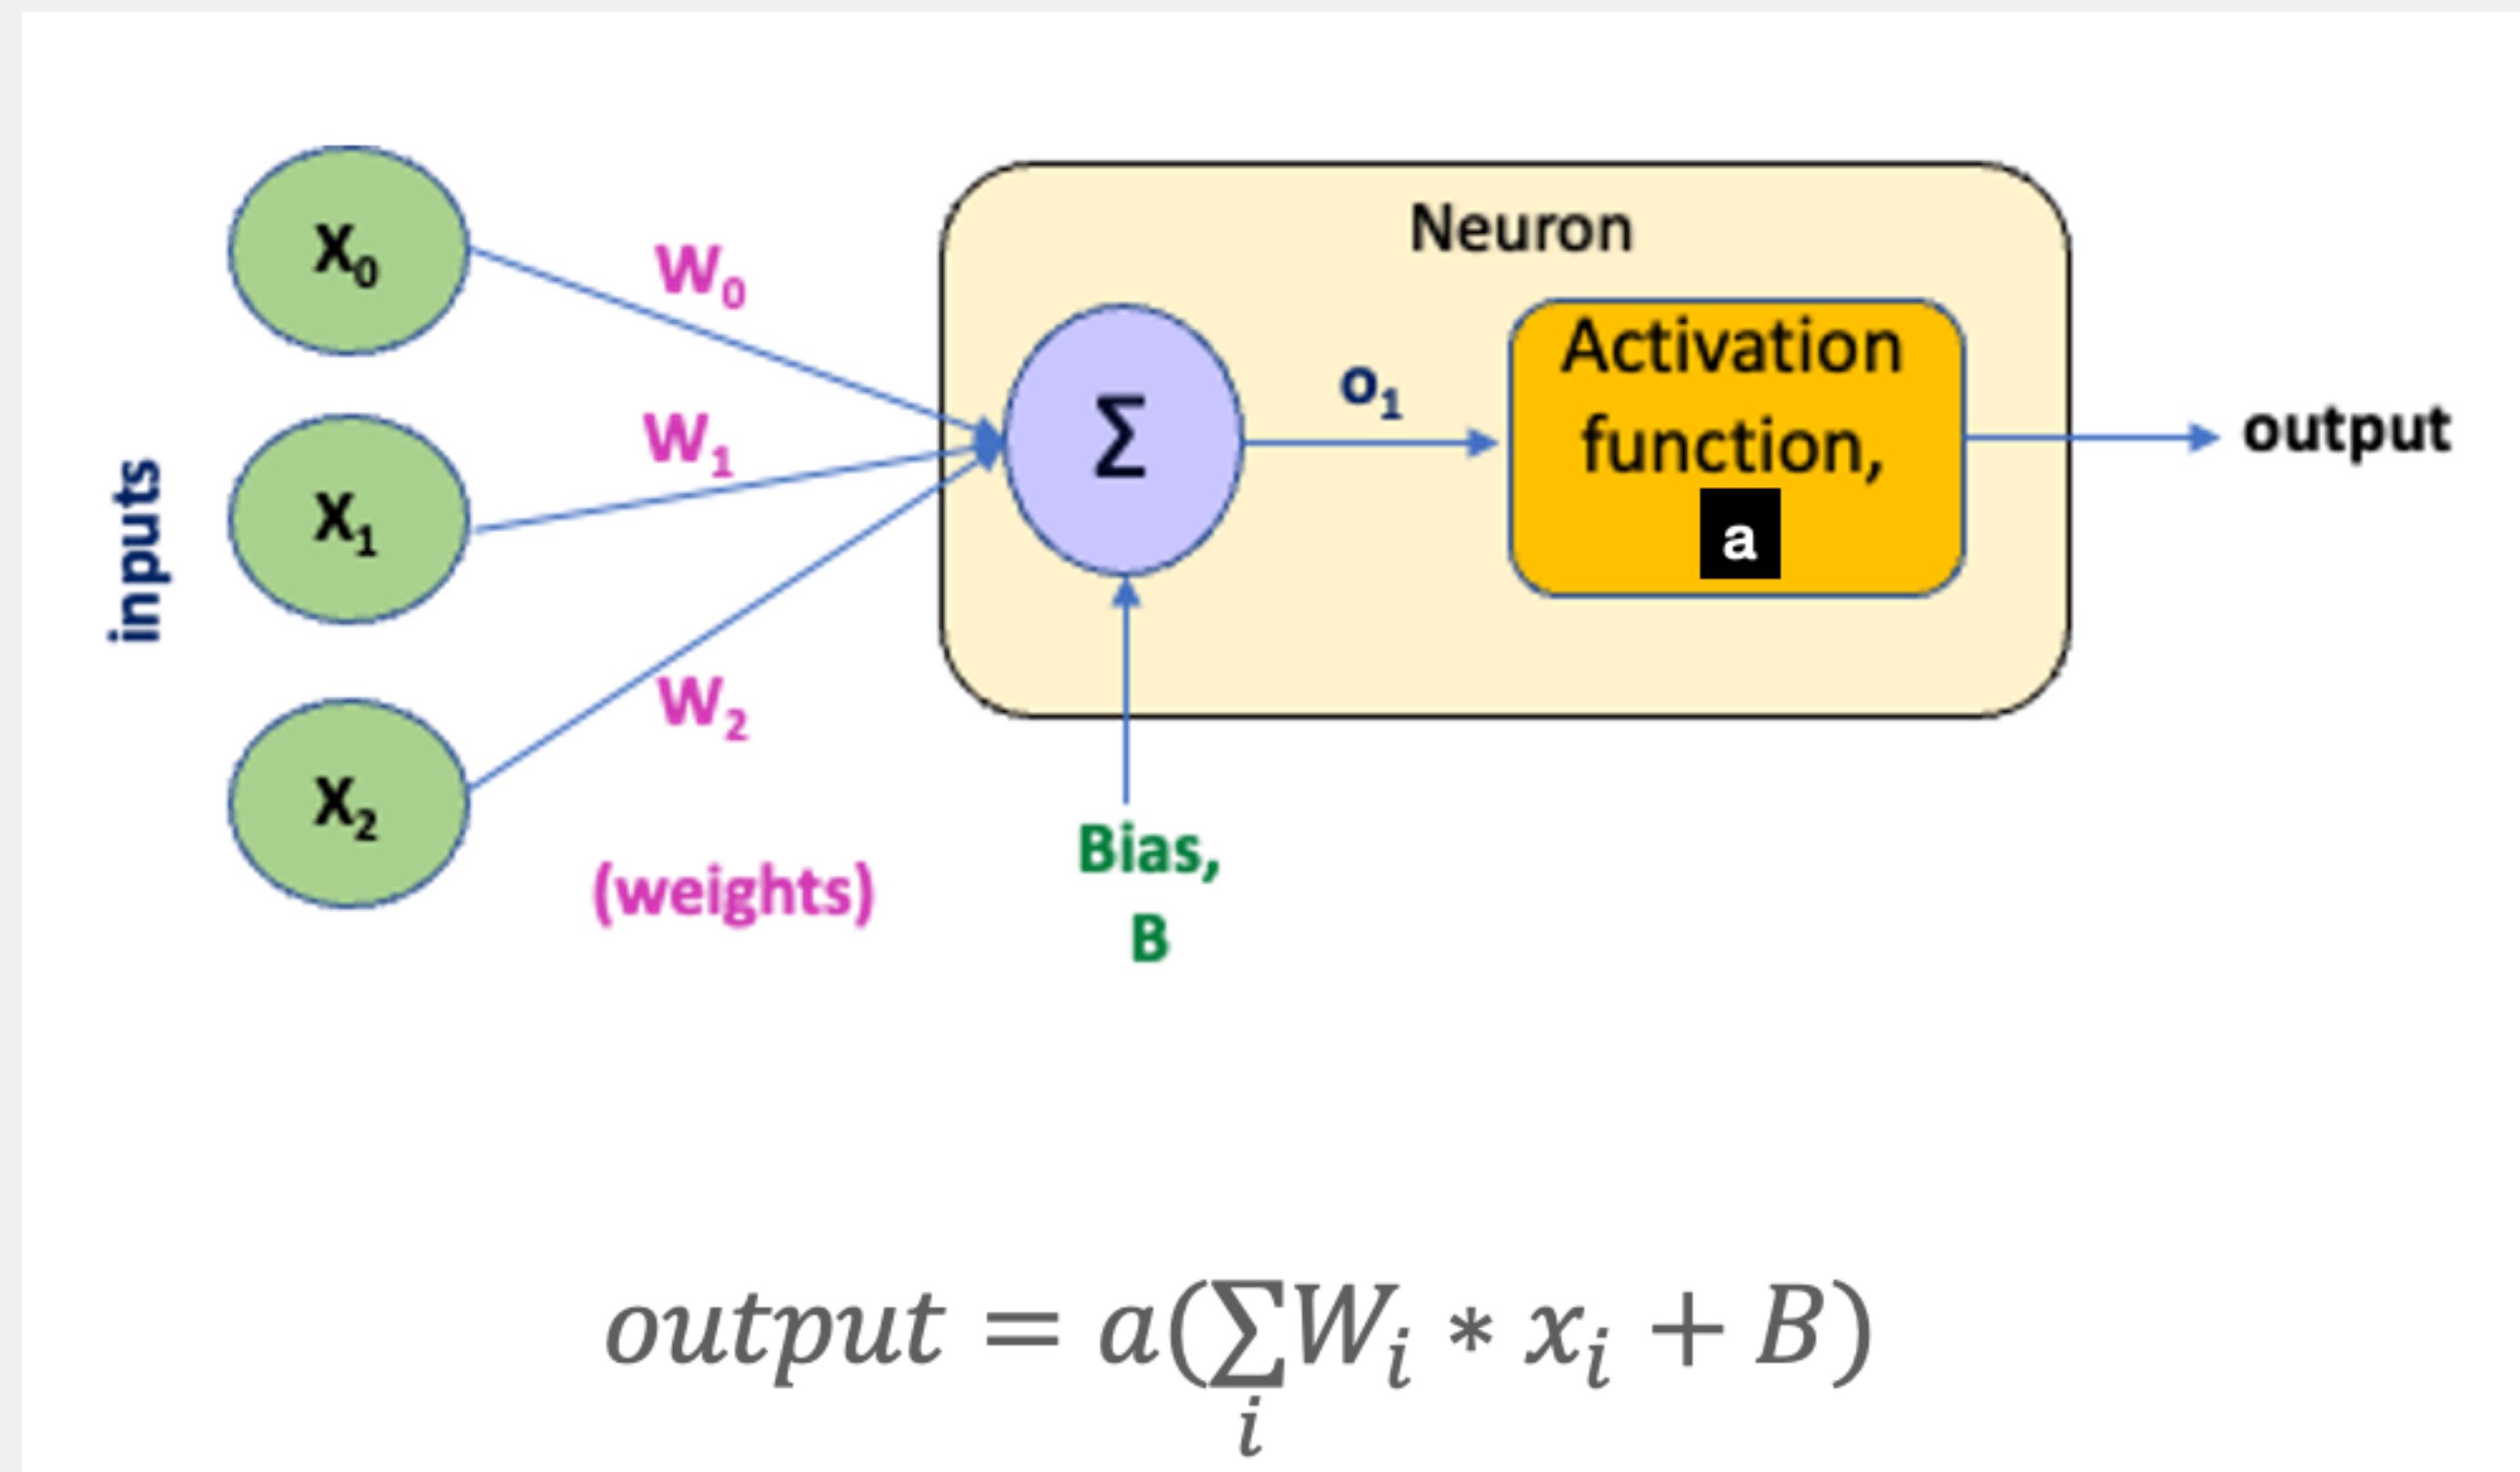 Neuron
X₀
W₀
Activation
function,
a
o₁
Σ
output
inputs
W₁
X₁
W₂
X₂
(weights)
Bias,
B
output = a(∑Wᵢ * xᵢ + B)
i